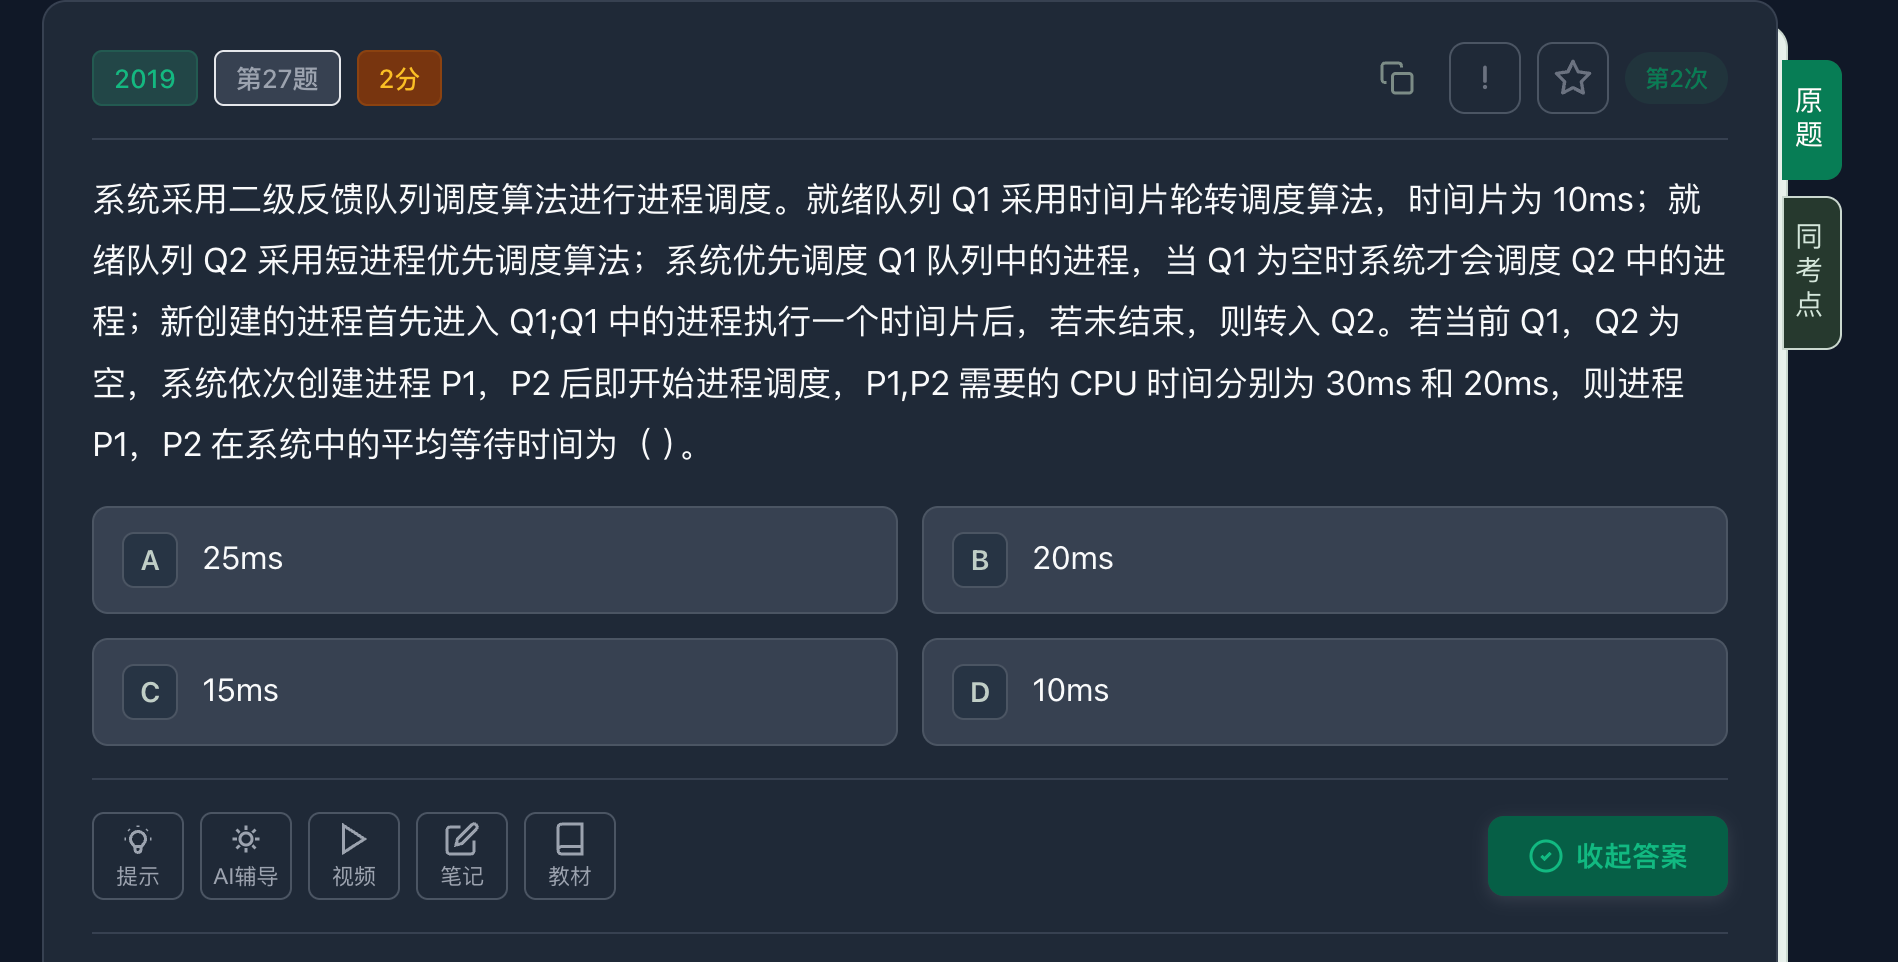 2019 第27题 2分 第2次
系统采用二级反馈队列调度算法进行进程调度。就绪队列 Q1 采用时间片轮转调度算法，时间片为 10ms；就
绪队列 Q2 采用短进程优先调度算法；系统优先调度 Q1 队列中的进程，当 Q1 为空时系统才会调度 Q2 中的进
程；新创建的进程首先进入 Q1;Q1 中的进程执行一个时间片后，若未结束，则转入 Q2。若当前 Q1，Q2 为
空，系统依次创建进程 P1，P2 后即开始进程调度，P1,P2 需要的 CPU 时间分别为 30ms 和 20ms，则进程
P1，P2 在系统中的平均等待时间为（ ）。
A 25ms
B 20ms
C 15ms
D 10ms
提示 AI辅导 视频 笔记 教材
收起答案
原题
同考点